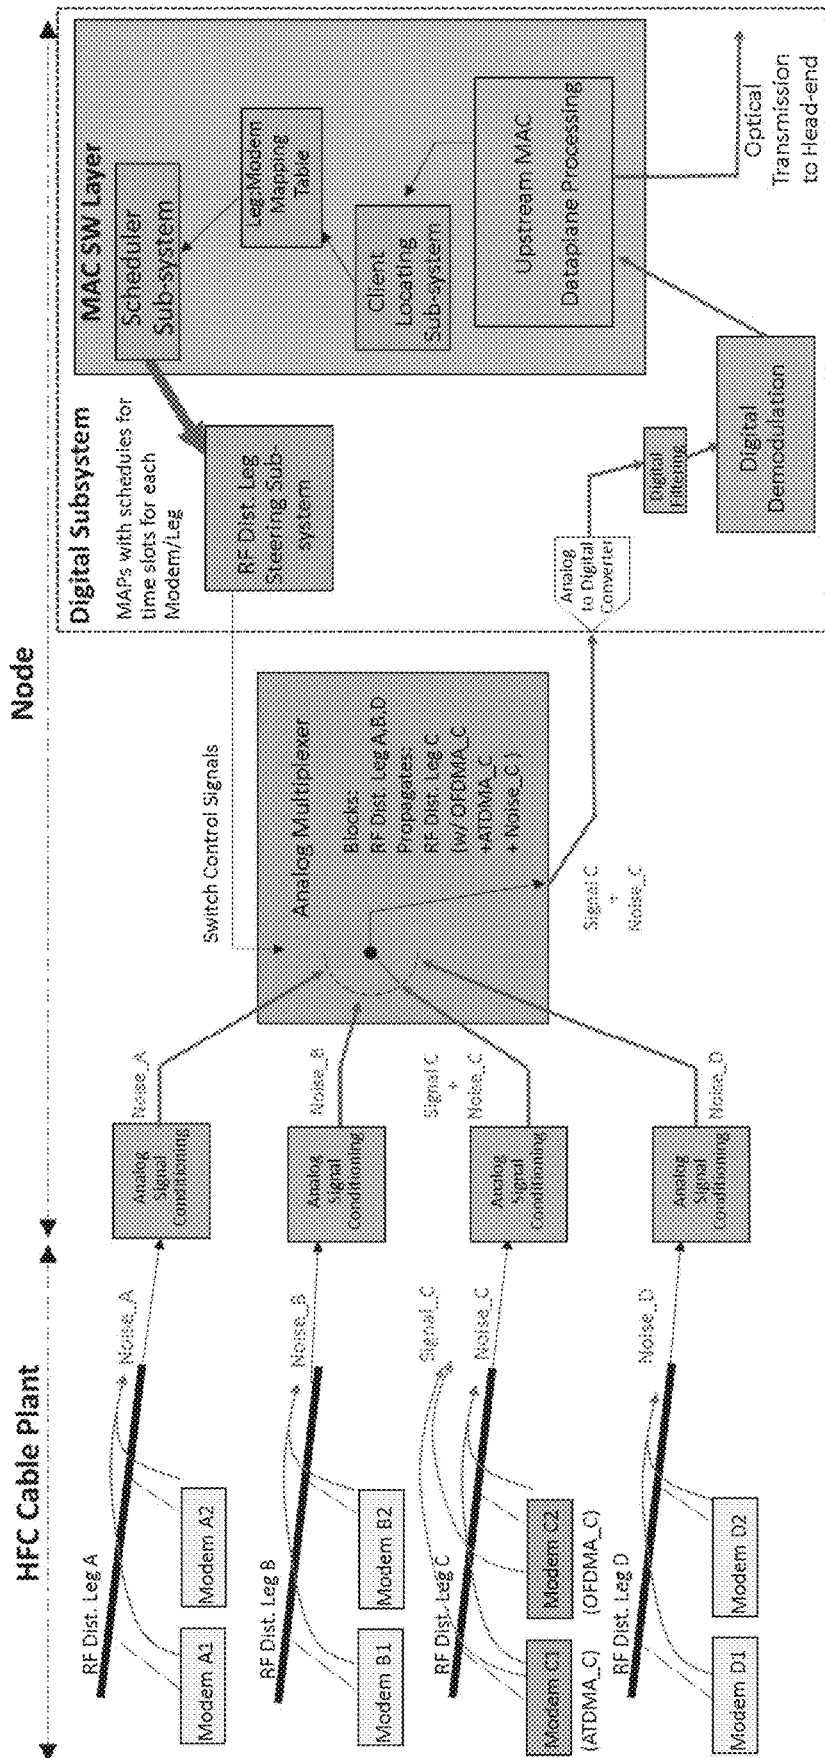 HFC Cable Plant
Node
RF Dist. Leg A
Modem A1
Modem A2
Noise_A
Analog
Signal
Conditioning
Noise_A
RF Dist. Leg B
Modem B1
Modem B2
Noise_B
Analog
Signal
Conditioning
Noise_B
RF Dist. Leg C
Modem C1
(ATDMA_C)
Modem C2
(OFDMA_C)
Signal_C
Noise_C
Analog
Signal
Conditioning
Signal C
+
Noise_C
RF Dist. Leg D
Modem D1
Modem D2
Noise_D
Analog
Signal
Conditioning
Noise_D
Switch Control Signals
Analog Multiplexer
Blocks:
RF Dist. Leg A,B,D
Propagates:
RF Dist. Leg C
(w/ OFDMA_C
+ATDMA_C
+ Noise_C )
Signal C
+
Noise_C
Digital Subsystem
MAPs with schedules for
time slots for each
Modem/Leg
RF Dist. Leg
Steering Sub-
system
Analog
to Digital
Converter
Digital
Filtering
Digital
Demodulation
MAC SW Layer
Scheduler
Sub-system
Leg:Modem
Mapping
Table
Client
Locating
Sub-system
Upstream MAC
Dataplane Processing
Optical
Transmission
to Head-end